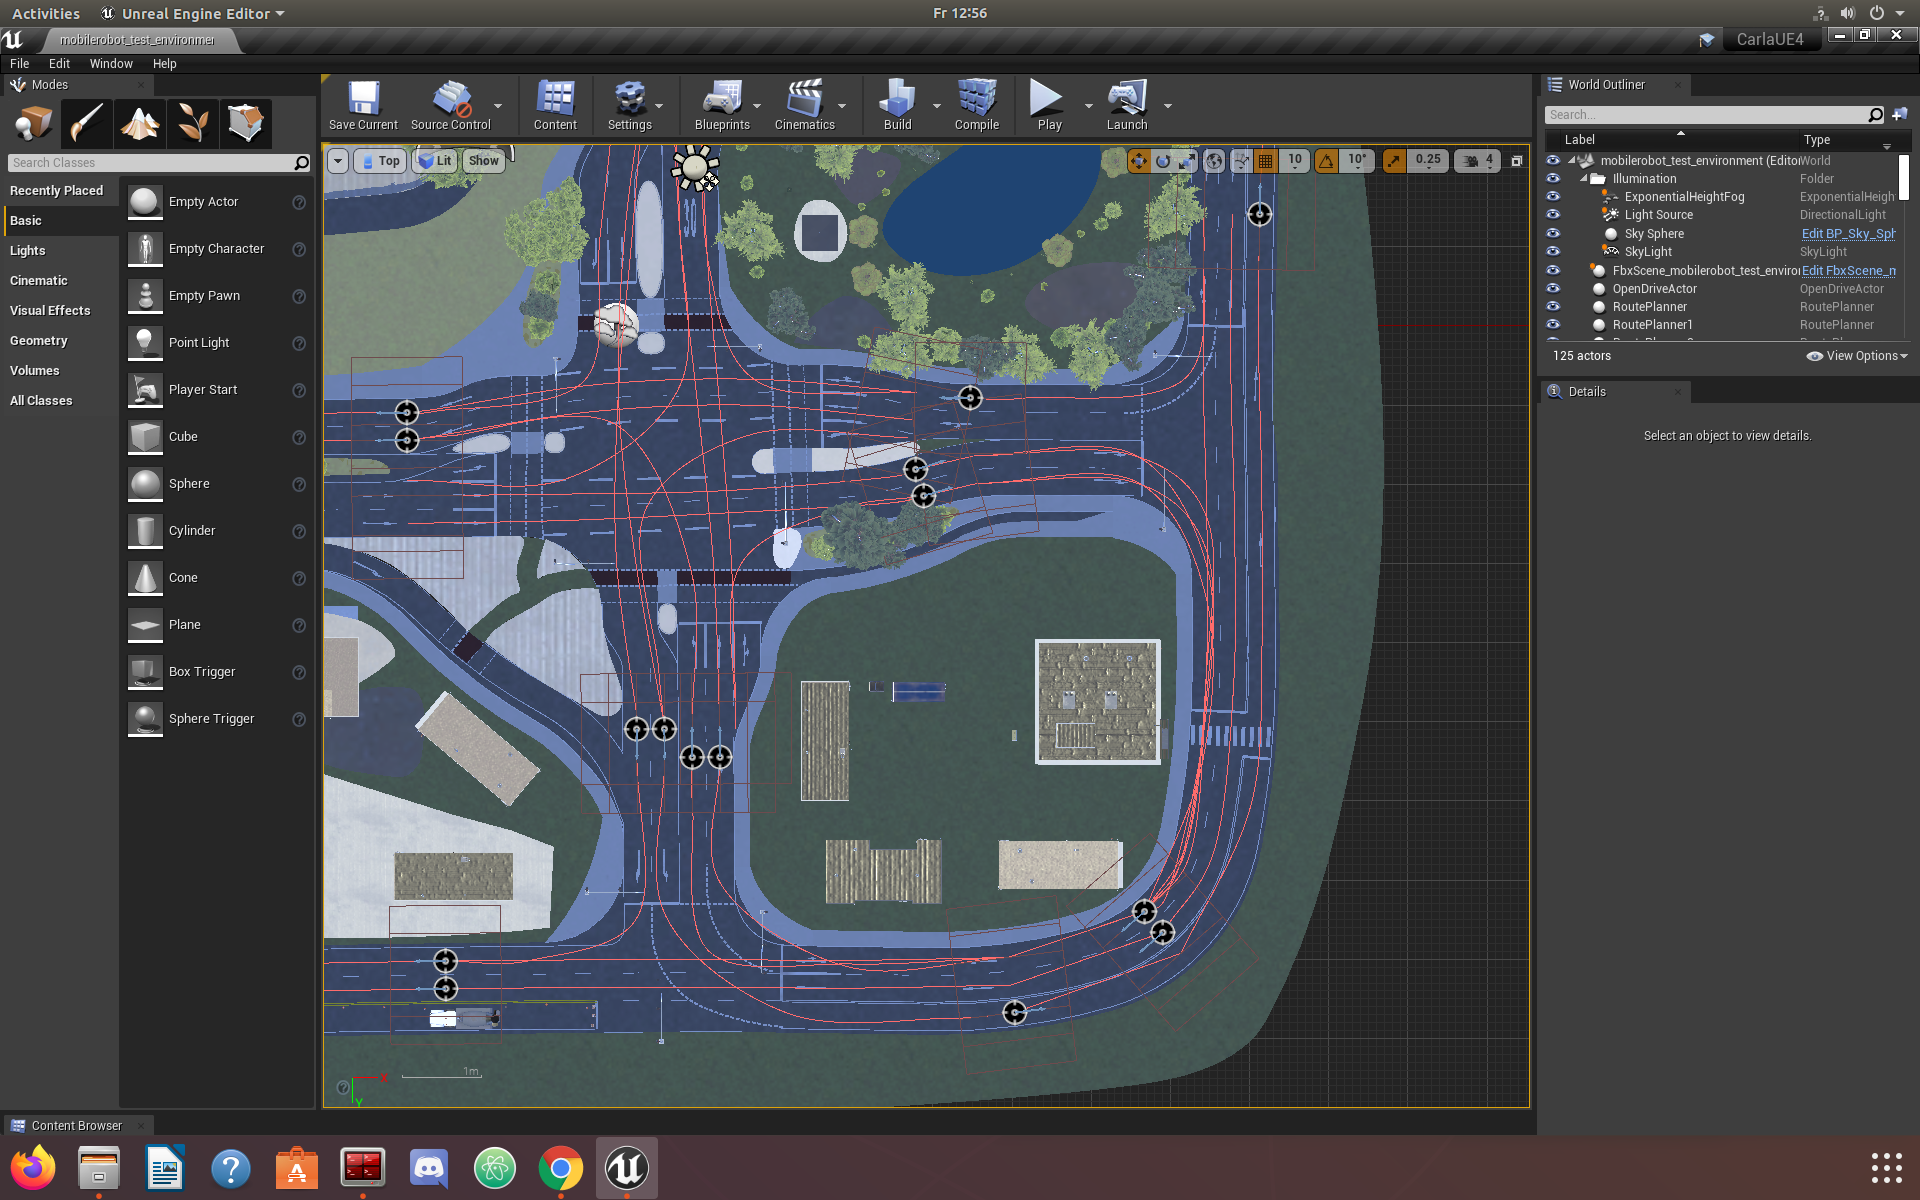 Activities
Unreal Engine Editor
Fr 12:56
mobilerobot_test_environmer
CarlaUE4
File Edit Window Help
Modes
Search Classes
Recently Placed
Basic
Lights
Cinematic
Visual Effects
Geometry
Volumes
All Classes
Empty Actor
Empty Character
Empty Pawn
Point Light
Player Start
Cube
Sphere
Cylinder
Cone
Plane
Box Trigger
Sphere Trigger
Save Current
Source Control
Content
Settings
Blueprints
Cinematics
Build
Compile
Play
Launch
Top Lit Show
10 10° 0.25 4
1m
X
Y
World Outliner
Search...
Label Type
mobilerobot_test_environment (Editor World
Illumination Folder
ExponentialHeightFog ExponentialHeigh
Light Source DirectionalLight
Sky Sphere Edit BP_Sky_Sph
SkyLight SkyLight
FbxScene_mobilerobot_test_enviro Edit FbxScene_m
OpenDriveActor OpenDriveActor
RoutePlanner RoutePlanner
RoutePlanner1 RoutePlanner
125 actors
View Options
Details
Select an object to view details.
Content Browser